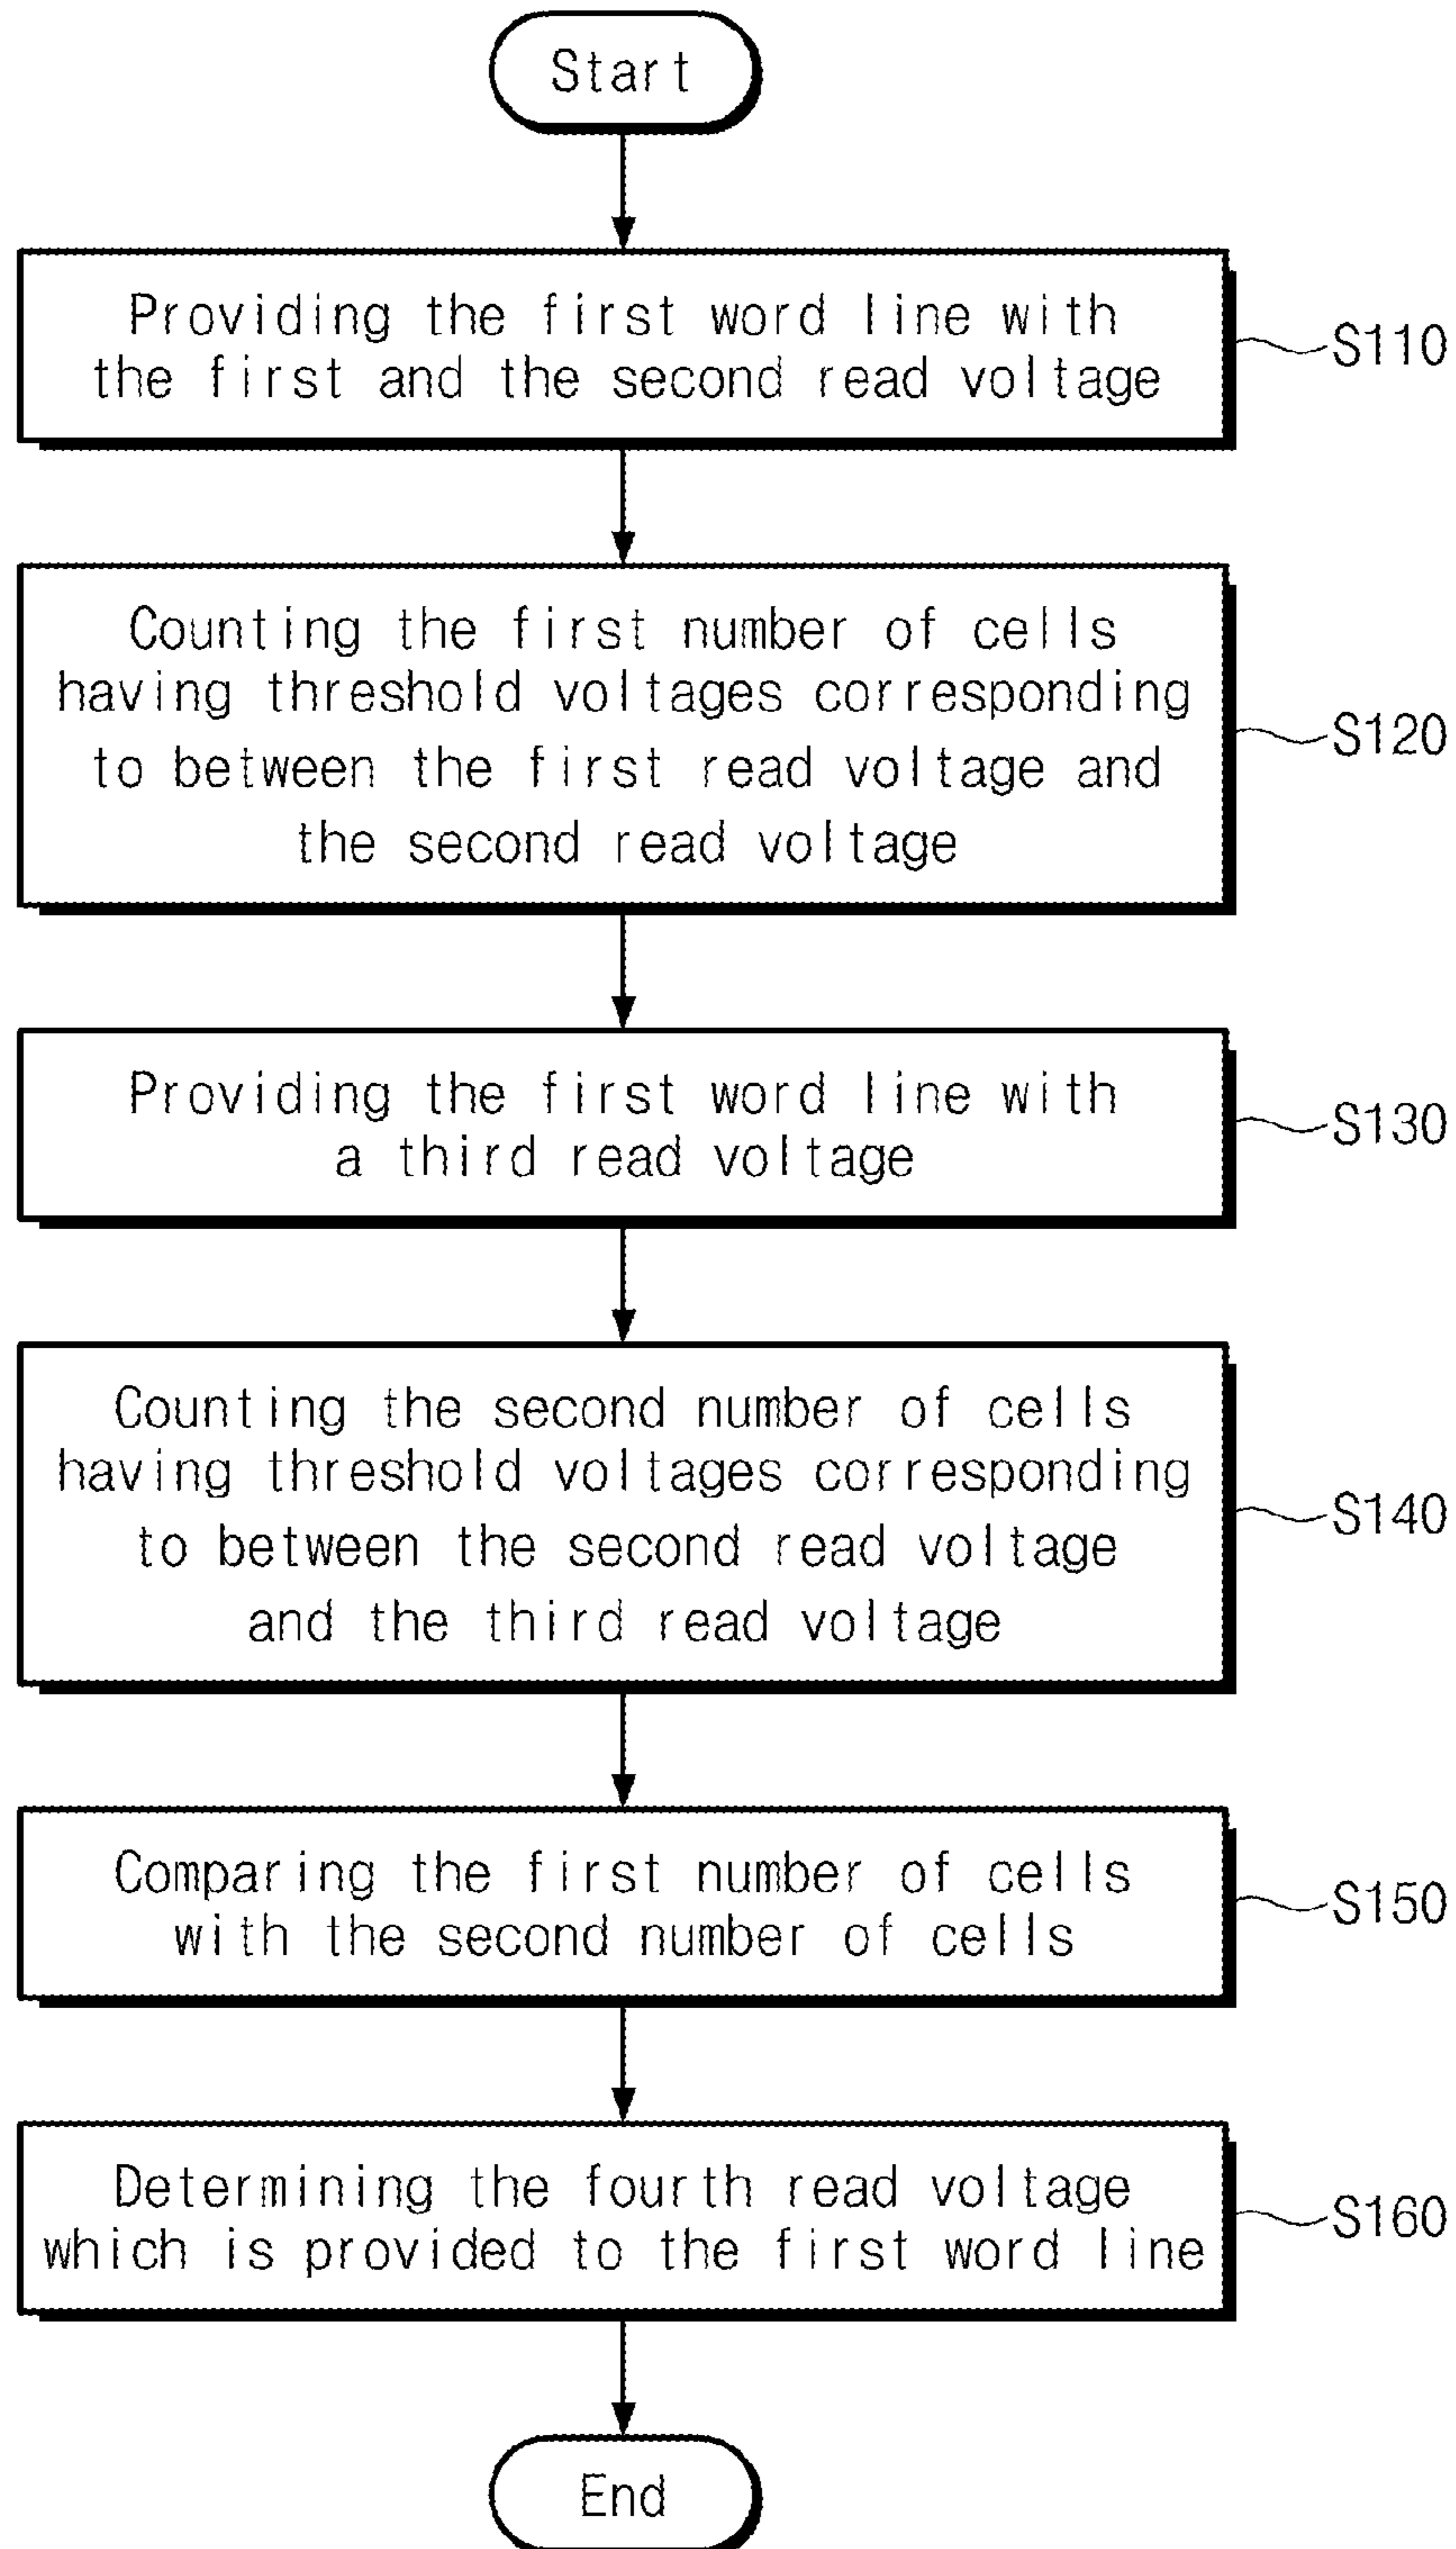 Start
Providing the first word line with
the first and the second read voltage
S110
Counting the first number of cells
having threshold voltages corresponding
to between the first read voltage and
the second read voltage
S120
Providing the first word line with
a third read voltage
S130
Counting the second number of cells
having threshold voltages corresponding
to between the second read voltage
and the third read voltage
S140
Comparing the first number of cells
with the second number of cells
S150
Determining the fourth read voltage
which is provided to the first word line
S160
End